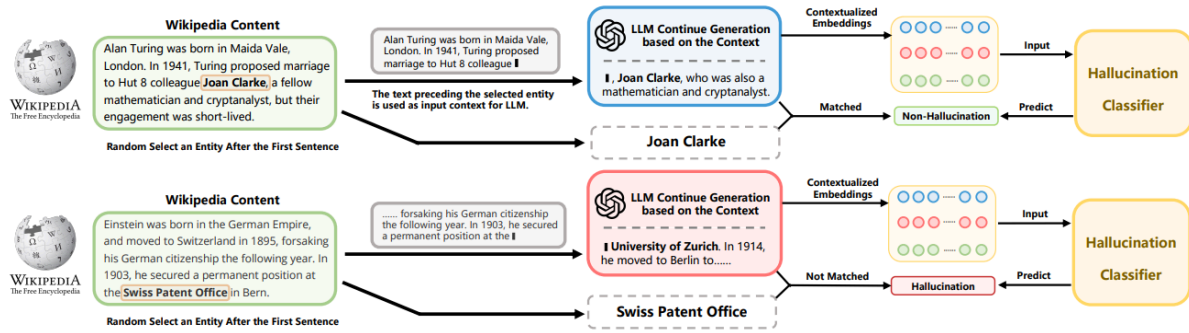 Wikipedia Content
WIKIPEDIA
The Free Encyclopedia
Alan Turing was born in Maida Vale,
London. In 1941, Turing proposed
marriage to Hut 8 colleague Joan Clarke, a fellow
mathematician and cryptanalyst, but their
engagement was short-lived.
Random Select an Entity After the First Sentence
Alan Turing was born in Maida Vale,
London. In 1941, Turing proposed
marriage to Hut 8 colleague
The text preceding the selected entity
is used as input context for LLM.
LLM Continue Generation
based on the Context
, Joan Clarke, who was also a
mathematician and cryptanalyst.
Joan Clarke
Contextualized
Embeddings
......
......
......
Input
Matched
Non-Hallucination
Predict
Hallucination
Classifier
Wikipedia Content
WIKIPEDIA
The Free Encyclopedia
Einstein was born in the German Empire,
and moved to Switzerland in 1895, forsaking
his German citizenship the following year. In
1903, he secured a permanent position at
the Swiss Patent Office in Bern.
Random Select an Entity After the First Sentence
...... forsaking his German citizenship
the following year. In 1903, he secured
a permanent position at the
LLM Continue Generation
based on the Context
University of Zurich. In 1914,
he moved to Berlin to......
Swiss Patent Office
Contextualized
Embeddings
......
......
......
Input
Not Matched
Hallucination
Predict
Hallucination
Classifier